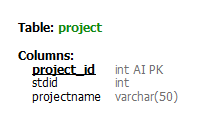 Table: project
Columns:
project_id int AI PK
stdid int
projectname varchar(50)